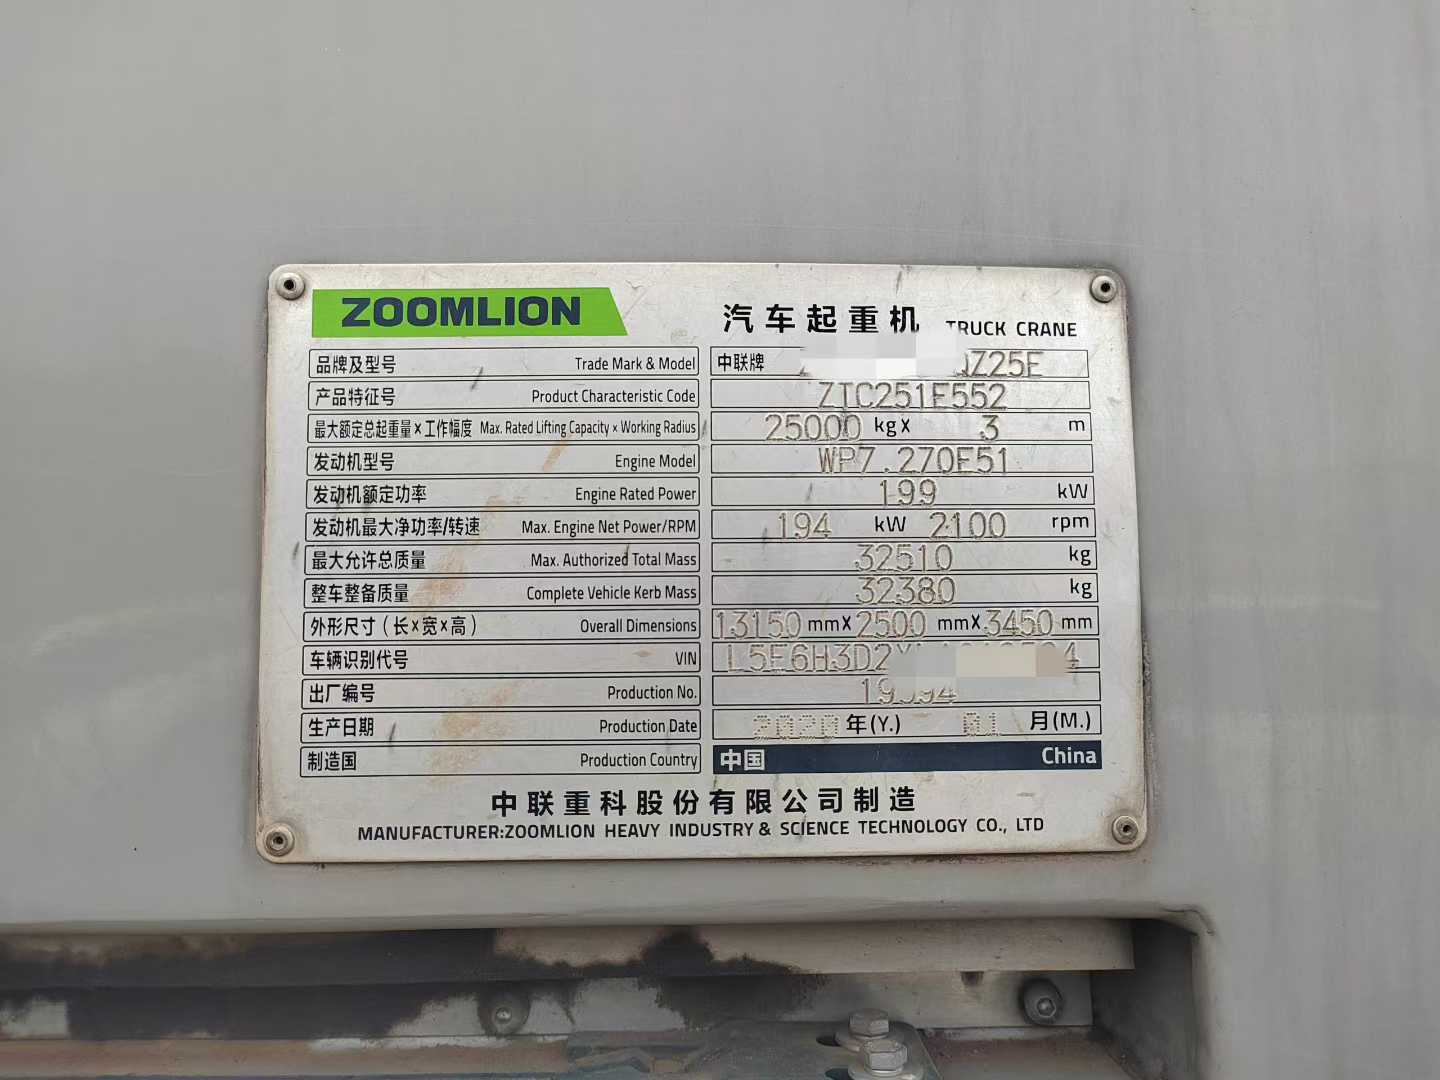 ZOOMLION 汽车起重机 TRUCK CRANE
品牌及型号 Trade Mark & Model 中联牌 QZ25E
产品特征号 Product Characteristic Code ZTC251E552
最大额定总起重量×工作幅度 Max. Rated Lifting Capacity × Working Radius 25000 kg× 3 m
发动机型号 Engine Model WP7.270E51
发动机额定功率 Engine Rated Power 199 kW
发动机最大净功率/转速 Max. Engine Net Power/RPM 194 kW 2100 rpm
最大允许总质量 Max. Authorized Total Mass 32510 kg
整车整备质量 Complete Vehicle Kerb Mass 32380 kg
外形尺寸(长×宽×高) Overall Dimensions 13150 mm×2500 mm×3450 mm
车辆识别代号 VIN L5E6H3D2
出厂编号 Production No.
生产日期 Production Date 2020 年(Y.) 01 月(M.)
制造国 Production Country 中国 China
中联重科股份有限公司制造
MANUFACTURER:ZOOMLION HEAVY INDUSTRY & SCIENCE TECHNOLOGY CO., LTD